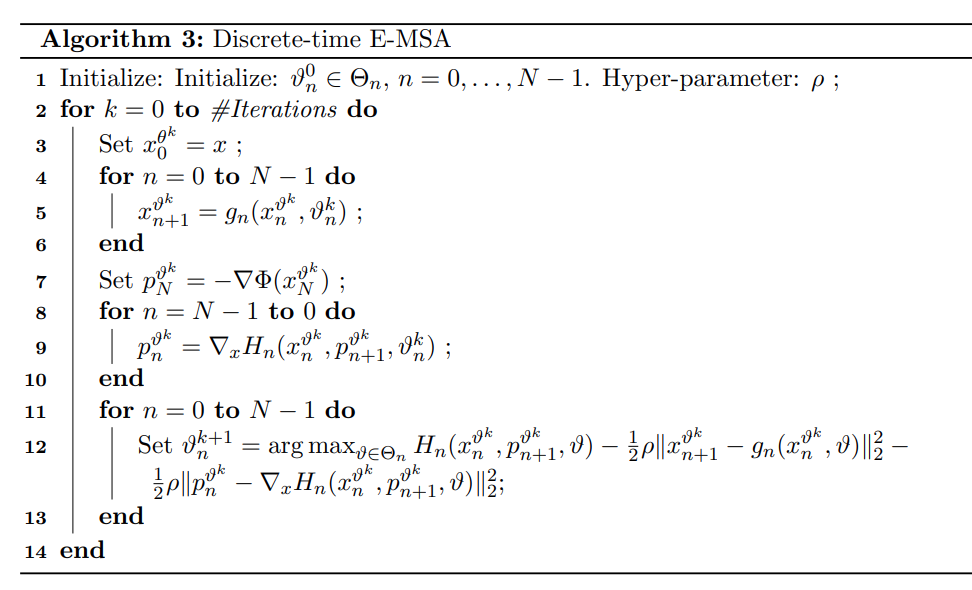 Algorithm 3: Discrete-time E-MSA
1 Initialize: Initialize: $\vartheta_n^0 \in \Theta_n$, $n = 0, \ldots, N-1$. Hyper-parameter: $\rho$ ;
2 for $k = 0$ to #Iterations do
3 Set $x_0^{\theta^k} = x$ ;
4 for $n = 0$ to $N-1$ do
5 $x_{n+1}^{\vartheta^k} = g_n(x_n^{\vartheta^k}, \vartheta_n^k)$ ;
6 end
7 Set $p_N^{\vartheta^k} = -\nabla\Phi(x_N^{\vartheta^k})$ ;
8 for $n = N-1$ to $0$ do
9 $p_n^{\vartheta^k} = \nabla_x H_n(x_n^{\vartheta^k}, p_{n+1}^{\vartheta^k}, \vartheta_n^k)$ ;
10 end
11 for $n = 0$ to $N-1$ do
12 Set $\vartheta_n^{k+1} = \arg\max_{\vartheta \in \Theta_n} H_n(x_n^{\vartheta^k}, p_{n+1}^{\vartheta^k}, \vartheta) - \frac{1}{2}\rho\|x_{n+1}^{\vartheta^k} - g_n(x_n^{\vartheta^k}, \vartheta)\|_2^2 -$
$\frac{1}{2}\rho\|p_n^{\vartheta^k} - \nabla_x H_n(x_n^{\vartheta^k}, p_{n+1}^{\vartheta^k}, \vartheta)\|_2^2$;
13 end
14 end